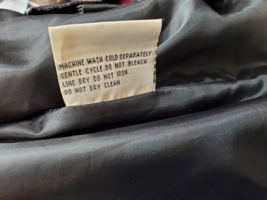 MACHINE WASH COLD SEPARATELY
GENTLE CYCLE.DO NOT BLEACH
LINE DRY DO NOT IRON.
DO NOT DRY CLEAN